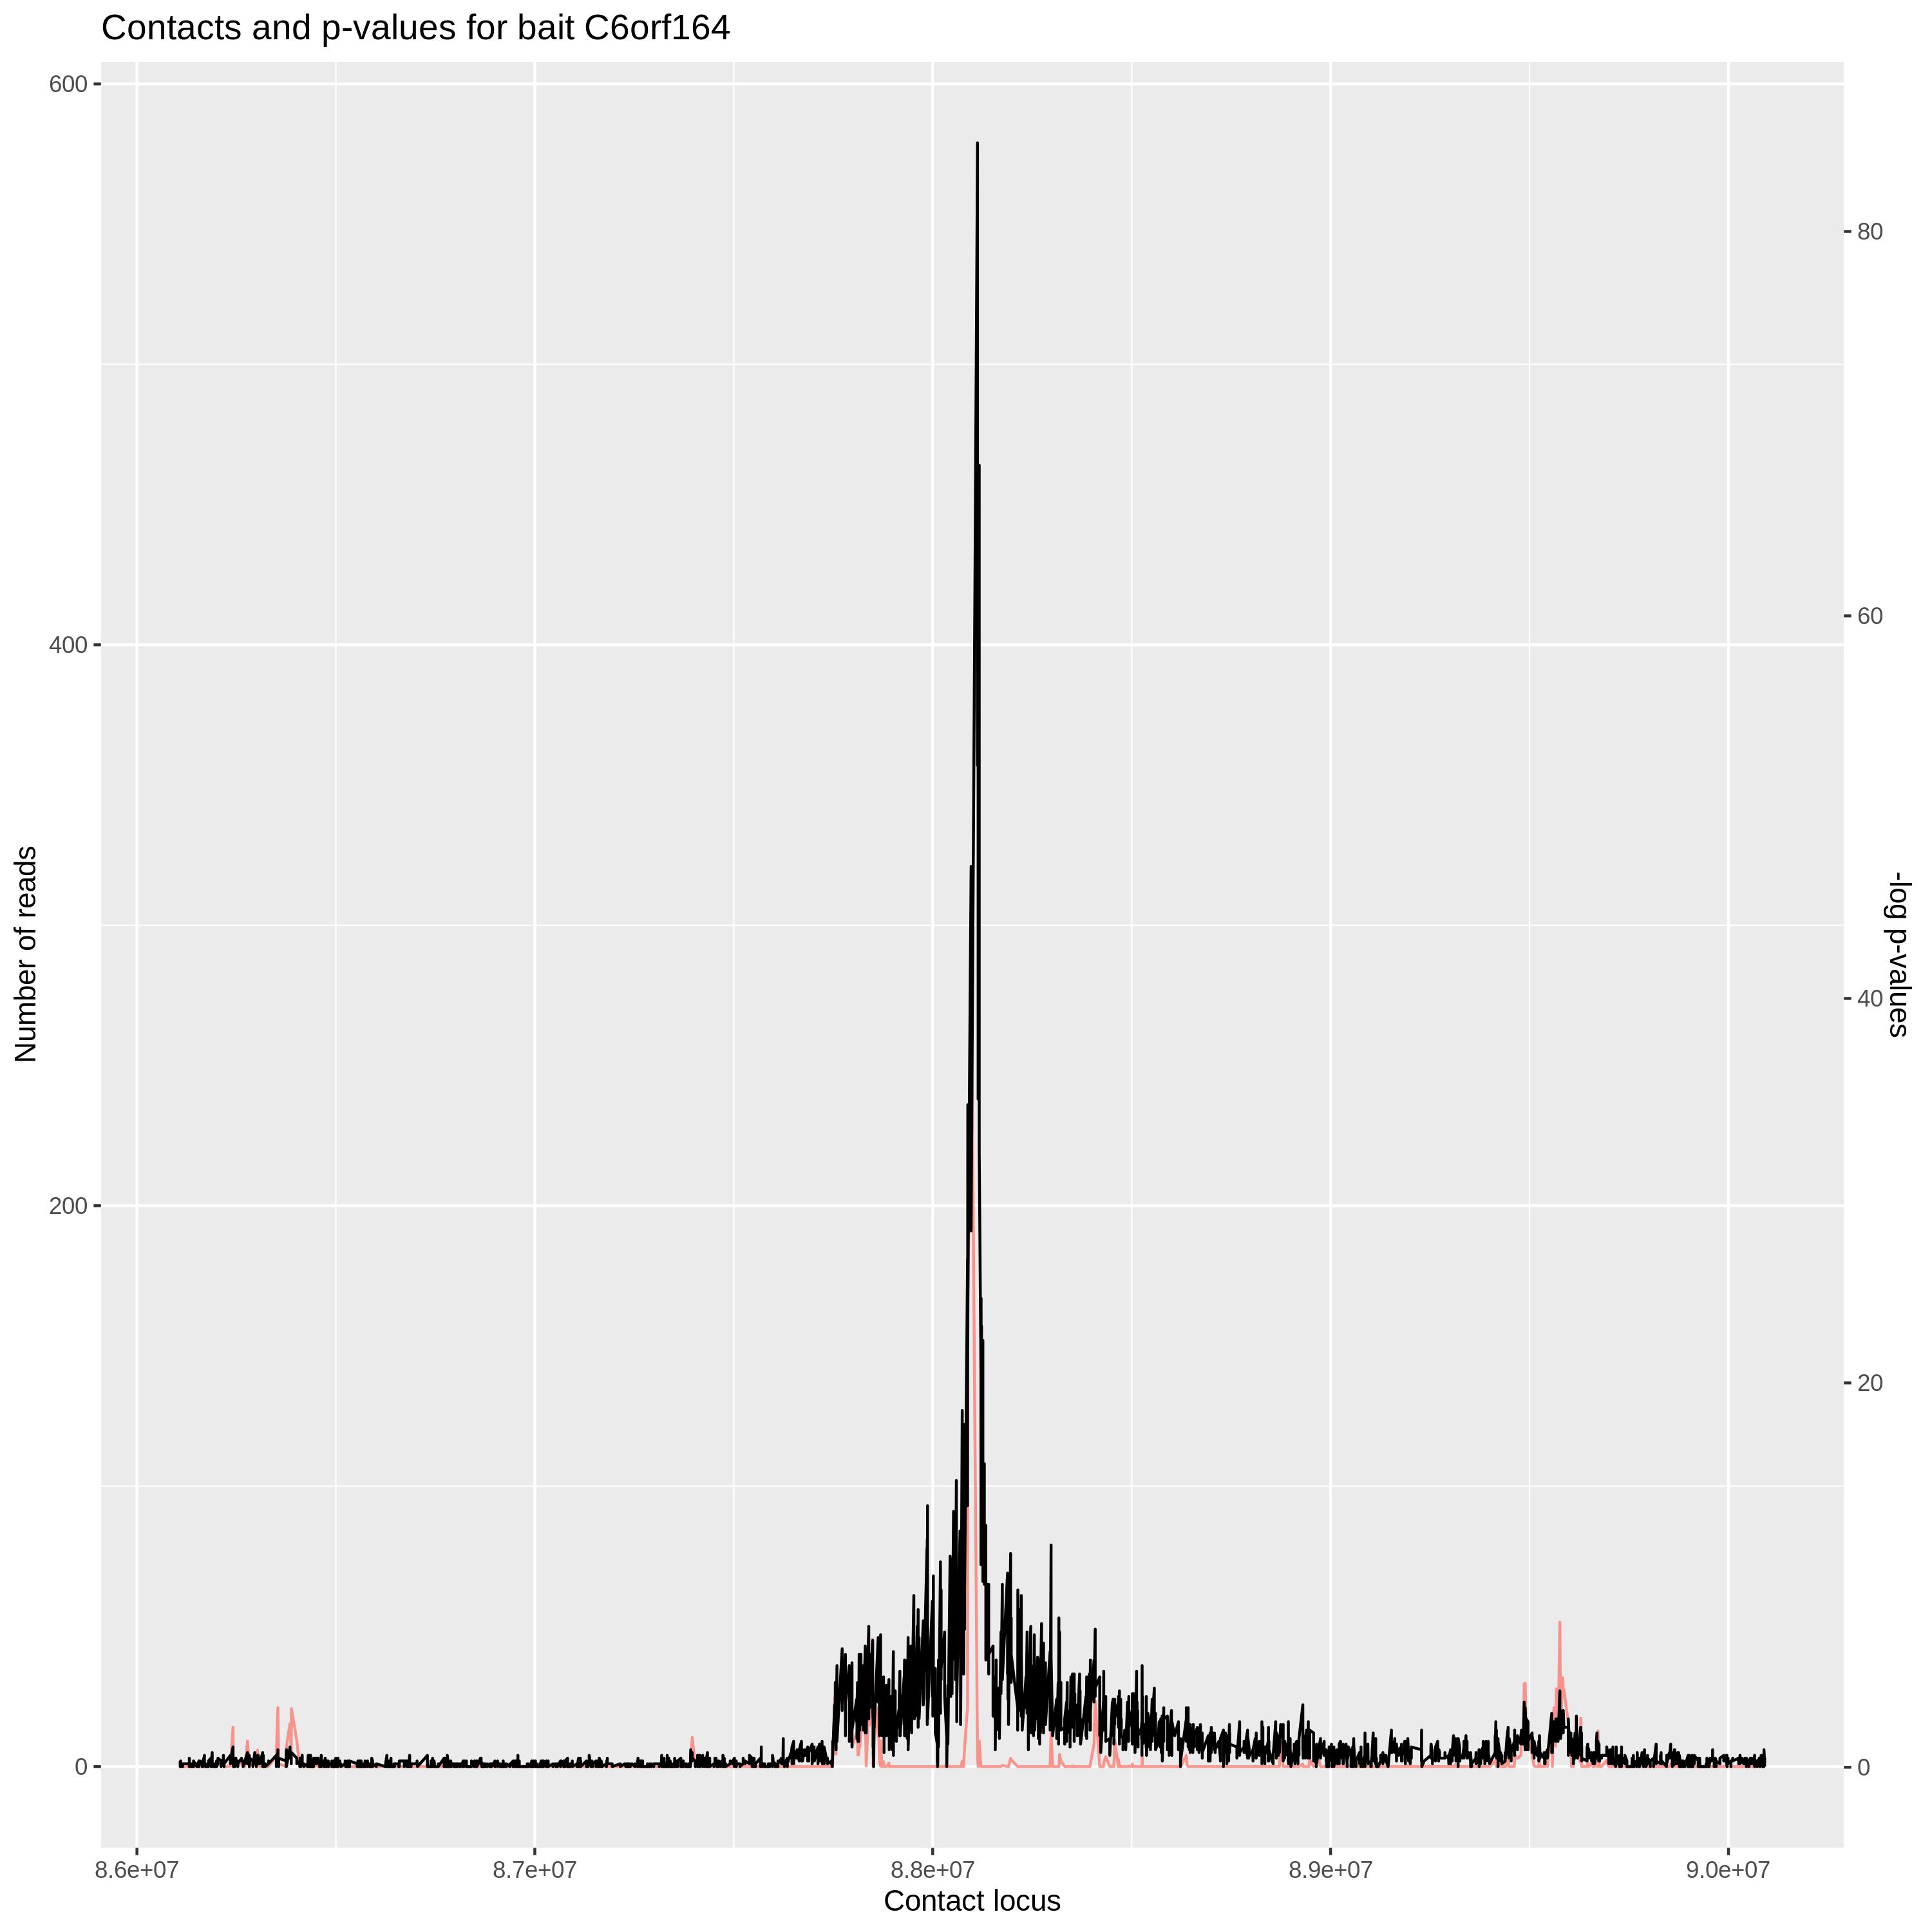 Contacts and p-values for bait C6orf164
600
400
200
0
Number of reads
80
60
40
20
0
-log p-values
8.6e+07
8.7e+07
8.8e+07
8.9e+07
9.0e+07
Contact locus